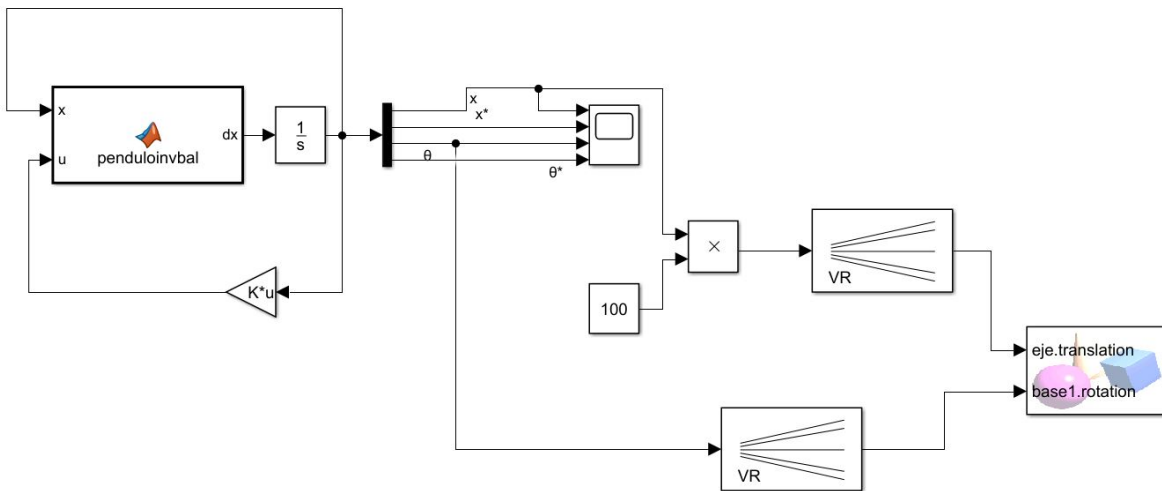 x
dx
u
penduloinvbal
1
s
x
x*
θ
θ*
K*u
×
100
VR
eje.translation
base1.rotation
VR